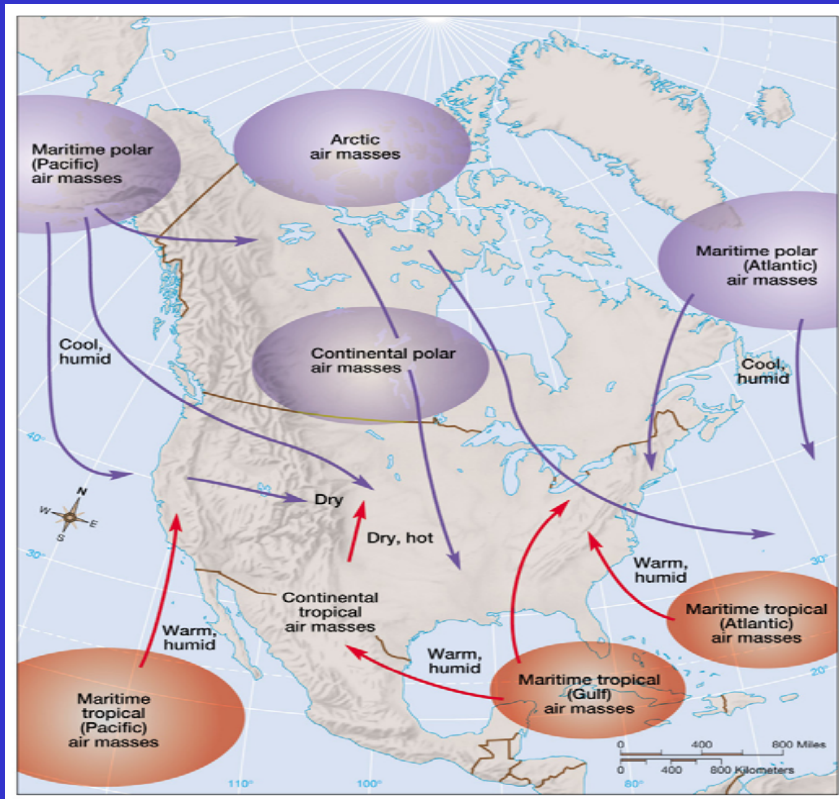 Maritime polar
(Pacific)
air masses
Arctic
air masses
Maritime polar
(Atlantic)
air masses
Cool,
humid
Continental polar
air masses
Cool,
humid
40°
N
W
E
S
Dry
Dry, hot
30°
30°
Continental
tropical
air masses
Warm,
humid
Warm,
humid
Warm,
humid
Maritime tropical
(Atlantic)
air masses
20°
Maritime
tropical
(Pacific)
air masses
Maritime tropical
(Gulf)
air masses
0 400 800 Miles
0 400 800 Kilometers
110°
100°
80°